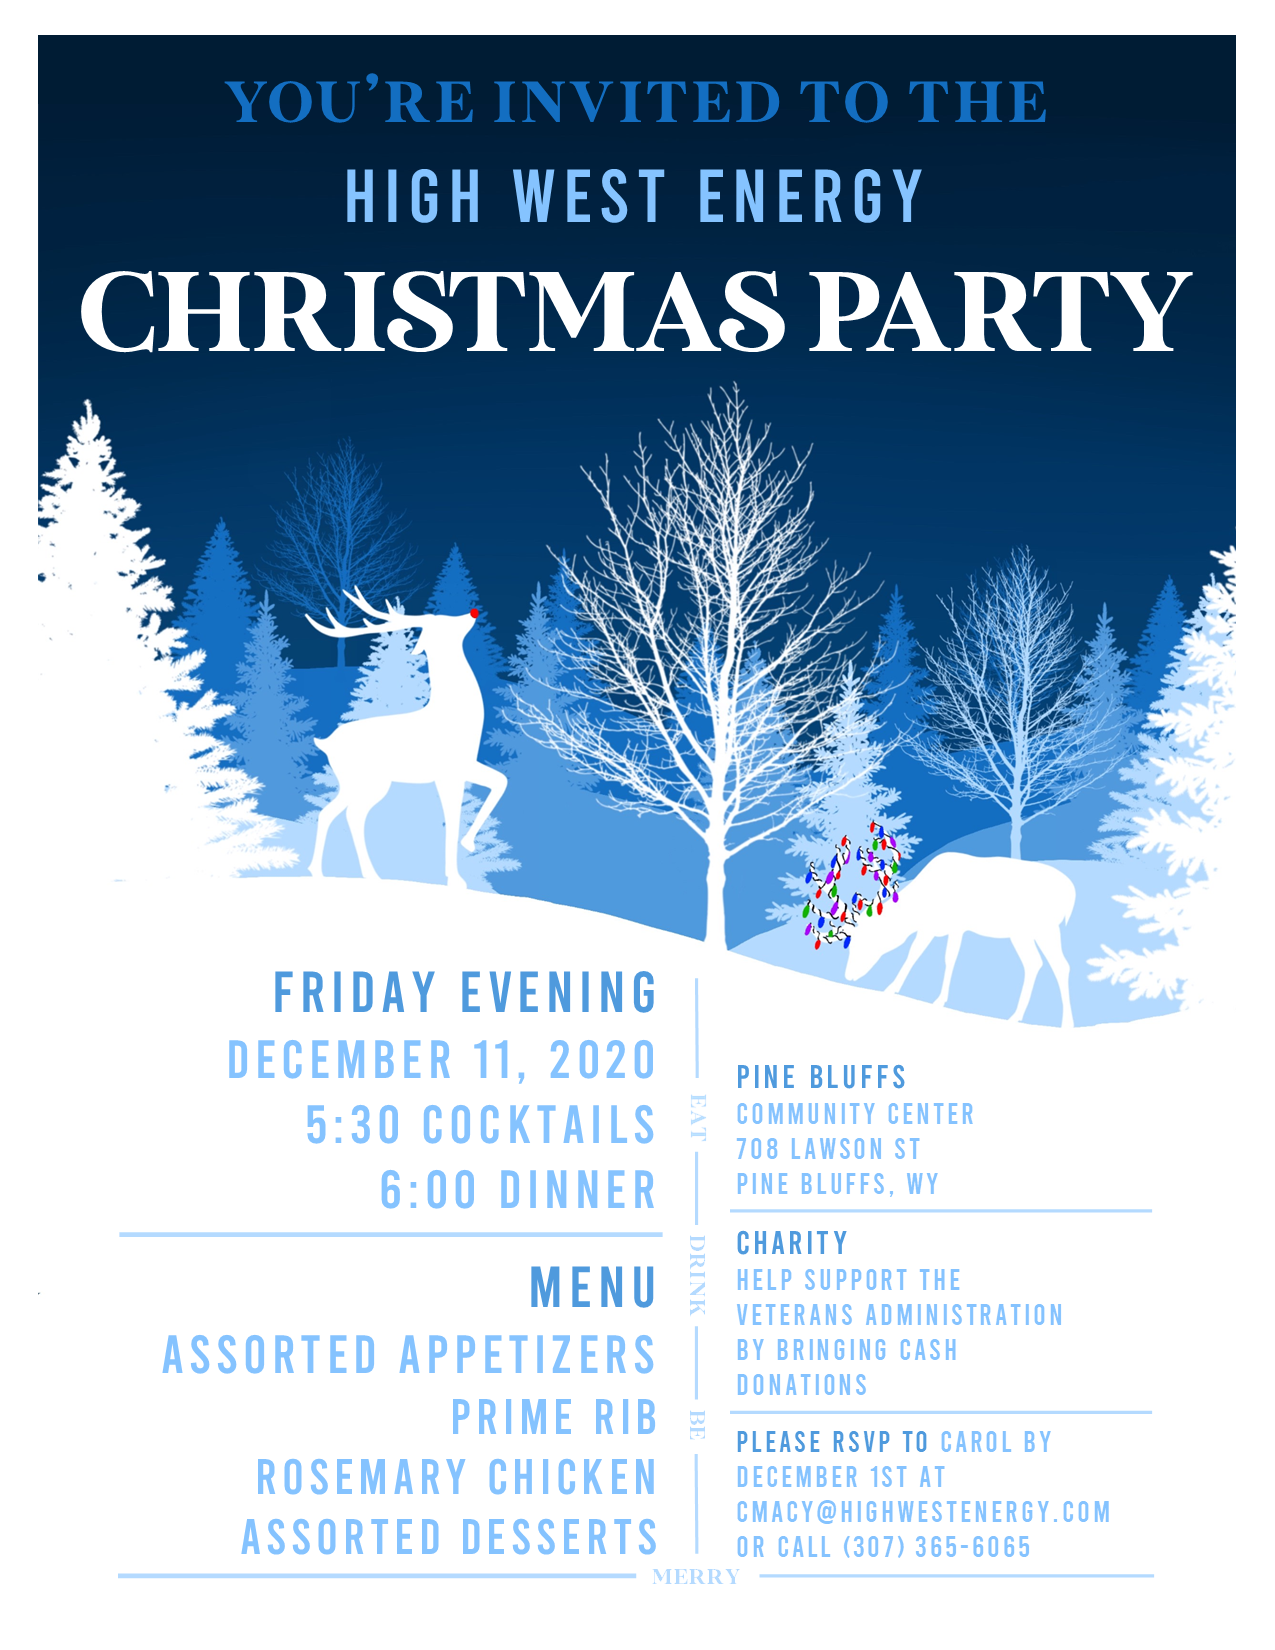 YOU'RE INVITED TO THE
HIGH WEST ENERGY
CHRISTMAS PARTY
FRIDAY EVENING
DECEMBER 11, 2020
5:30 COCKTAILS
6:00 DINNER
MENU
ASSORTED APPETIZERS
PRIME RIB
ROSEMARY CHICKEN
ASSORTED DESSERTS
EAT
DRINK
BE
MERRY
PINE BLUFFS
COMMUNITY CENTER
708 LAWSON ST
PINE BLUFFS, WY
CHARITY
HELP SUPPORT THE
VETERANS ADMINISTRATION
BY BRINGING CASH
DONATIONS
PLEASE RSVP TO CAROL BY
DECEMBER 1ST AT
CMACY@HIGHWESTENERGY.COM
OR CALL (307) 365-6065